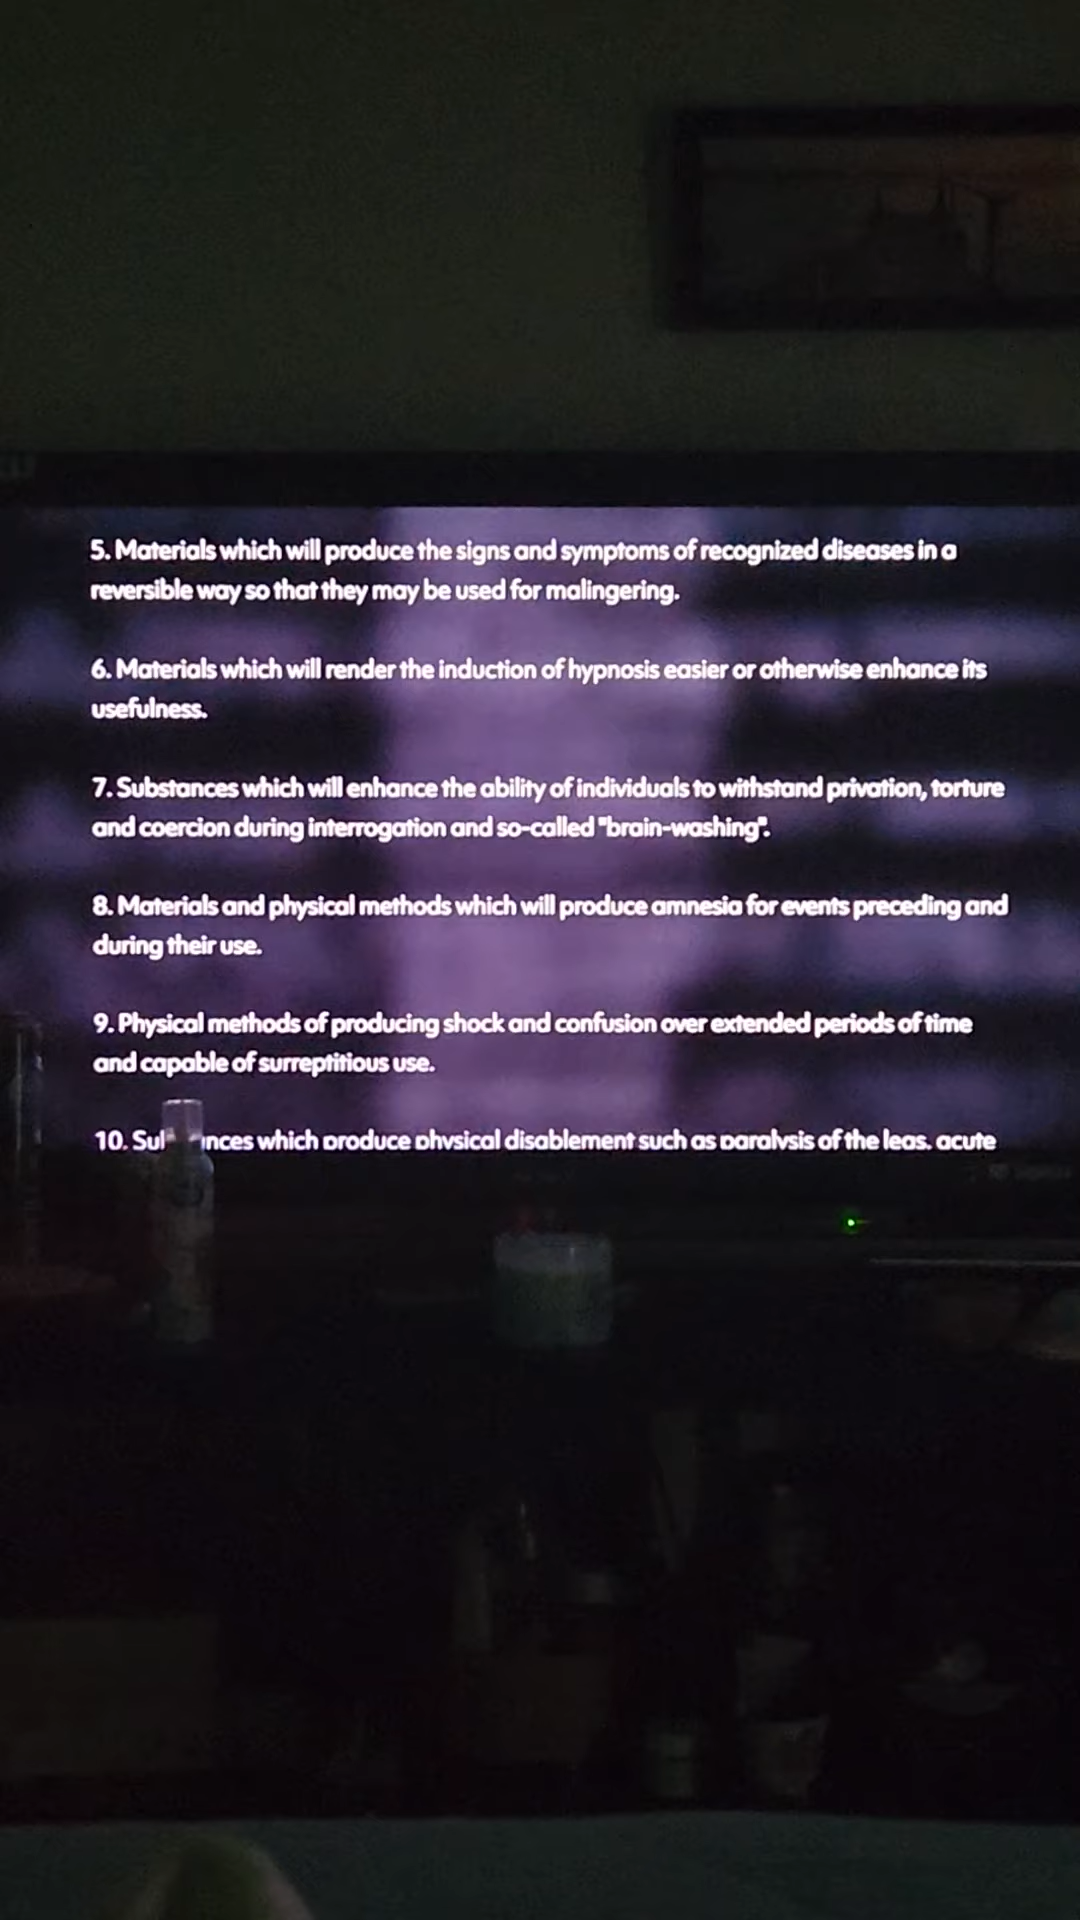 5. Materials which will produce the signs and symptoms of recognized diseases in a
reversible way so that they may be used for malingering.
6. Materials which will render the induction of hypnosis easier or otherwise enhance its
usefulness.
7. Substances which will enhance the ability of individuals to withstand privation, torture
and coercion during interrogation and so-called "brain-washing".
8. Materials and physical methods which will produce amnesia for events preceding and
during their use.
9. Physical methods of producing shock and confusion over extended periods of time
and capable of surreptitious use.
10. Sul nces which produce physical disablement such as paralysis of the legs, acute